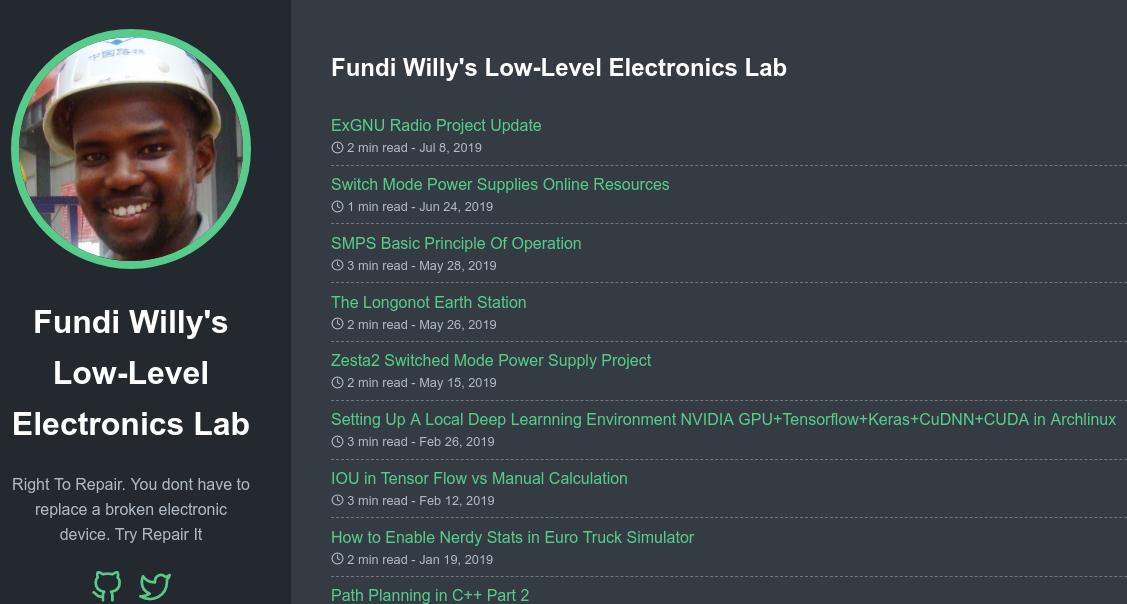 中国路桥
Fundi Willy's
Low-Level
Electronics Lab
Right To Repair. You dont have to
replace a broken electronic
device. Try Repair It
Fundi Willy's Low-Level Electronics Lab
ExGNU Radio Project Update
2 min read - Jul 8, 2019
Switch Mode Power Supplies Online Resources
1 min read - Jun 24, 2019
SMPS Basic Principle Of Operation
3 min read - May 28, 2019
The Longonot Earth Station
2 min read - May 26, 2019
Zesta2 Switched Mode Power Supply Project
2 min read - May 15, 2019
Setting Up A Local Deep Learnning Environment NVIDIA GPU+Tensorflow+Keras+CuDNN+CUDA in Archlinux
3 min read - Feb 26, 2019
IOU in Tensor Flow vs Manual Calculation
3 min read - Feb 12, 2019
How to Enable Nerdy Stats in Euro Truck Simulator
2 min read - Jan 19, 2019
Path Planning in C++ Part 2